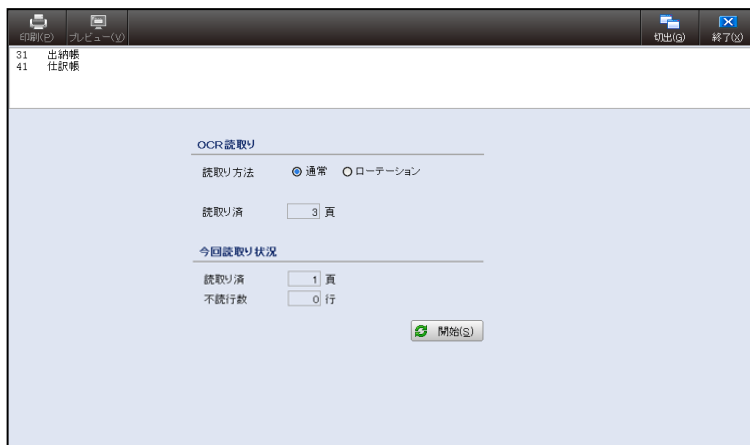 印刷(P) プレビュー(V) 切出(G) 終了(X)
31 出納帳
41 仕訳帳
OCR読取り
読取り方法 通常 ローテーション
読取り済 3 頁
今回読取り状況
読取り済 1 頁
不読行数 0 行
開始(S)